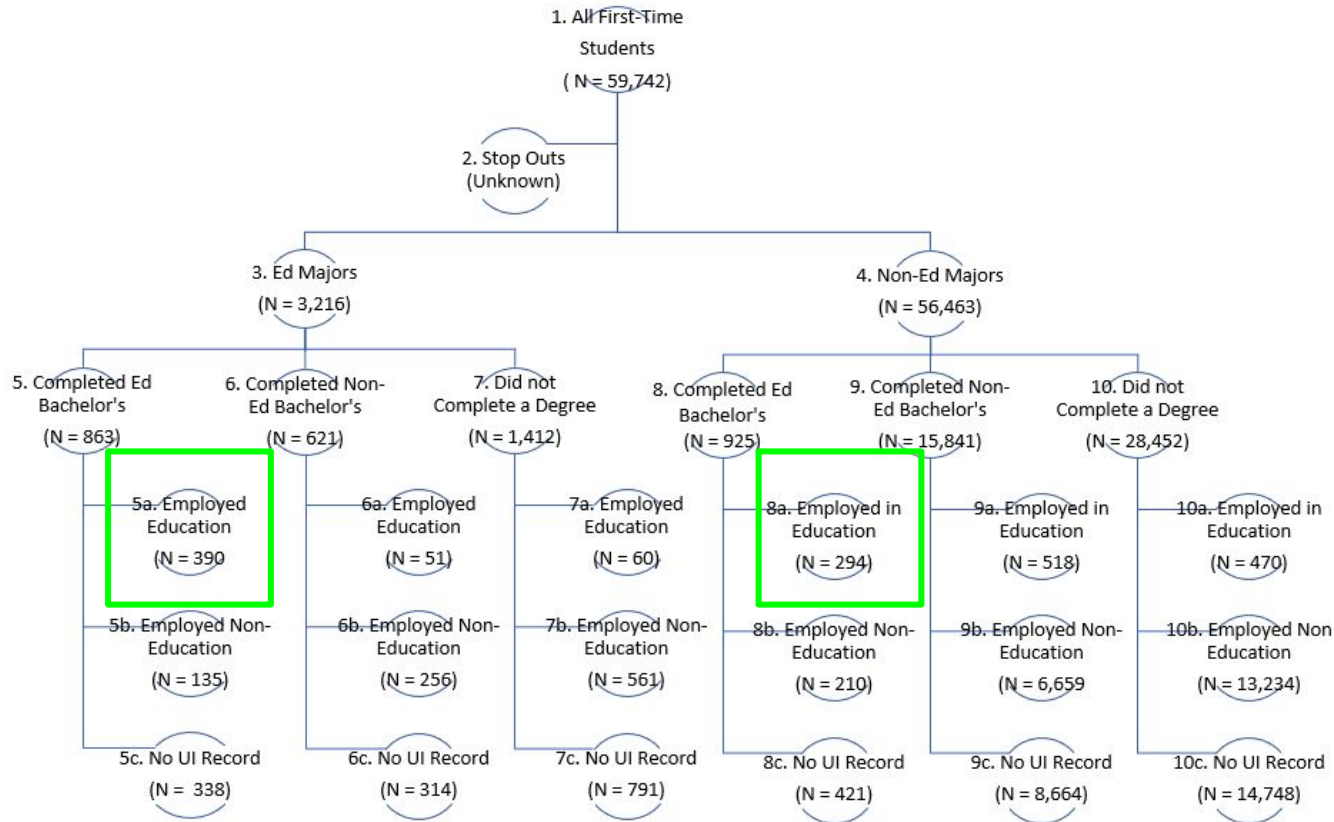 1. All First-Time
Students
( N = 59,742)
2. Stop Outs
(Unknown)
3. Ed Majors
(N = 3,216)
4. Non-Ed Majors
(N = 56,463)
5. Completed Ed
Bachelor's
(N = 863)
6. Completed Non-
Ed Bachelor's
(N = 621)
7. Did not
Complete a Degree
(N = 1,412)
8. Completed Ed
Bachelor's
(N = 925)
9. Completed Non-
Ed Bachelor's
(N = 15,841)
10. Did not
Complete a Degree
(N = 28,452)
5a. Employed
Education
(N = 390
6a. Employed
Education
(N = 51)
7a. Employed
Education
(N = 60)
8a. Employed in
Education
(N = 294)
9a. Employed in
Education
(N = 518)
10a. Employed in
Education
(N = 470)
5b. Employed Non-
Education
(N = 135)
6b. Employed Non-
Education
(N = 256)
7b. Employed Non-
Education
(N = 561)
8b. Employed Non-
Education
(N = 210)
9b. Employed Non-
Education
(N = 6,659
10b. Employed Non
Education
(N = 13,234)
5c. No UI Record
(N =  338)
6c. No UI Record
(N = 314)
7c. No UI Record
(N = 791)
8c. No UI Record
(N = 421)
9c. No UI Record
(N = 8,664)
10c. No UI Record
(N = 14,748)